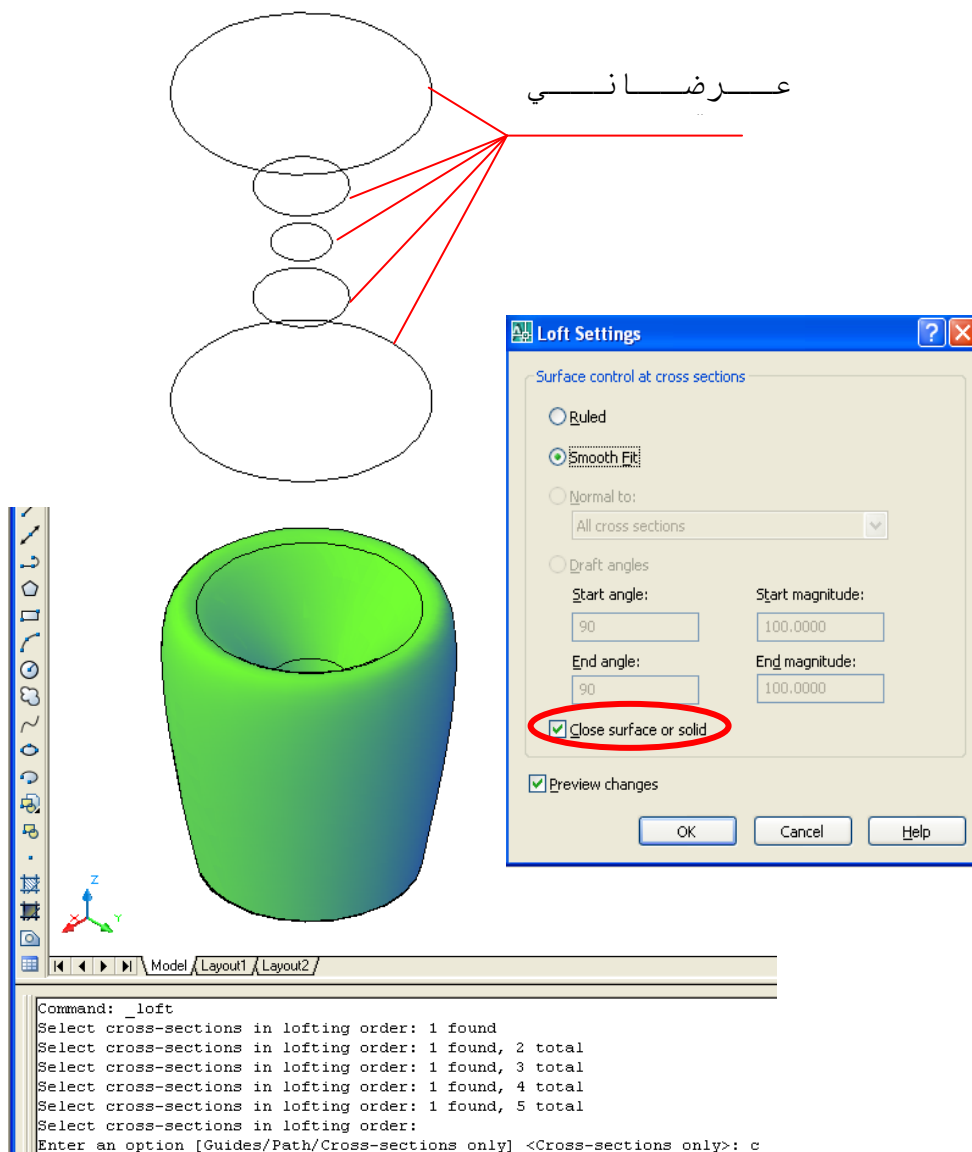 عـــرضـــانـــي
Loft Settings
Surface control at cross sections
Ruled
Smooth Fit
Normal to:
All cross sections
Draft angles
Start angle:
Start magnitude:
90
100.0000
End angle:
End magnitude:
90
100.0000
Close surface or solid
Preview changes
OK
Cancel
Help
Z
X
Y
Model
Layout1
Layout2
Command: _loft
Select cross-sections in lofting order: 1 found
Select cross-sections in lofting order: 1 found, 2 total
Select cross-sections in lofting order: 1 found, 3 total
Select cross-sections in lofting order: 1 found, 4 total
Select cross-sections in lofting order: 1 found, 5 total
Select cross-sections in lofting order:
Enter an option [Guides/Path/Cross-sections only] <Cross-sections only>: c